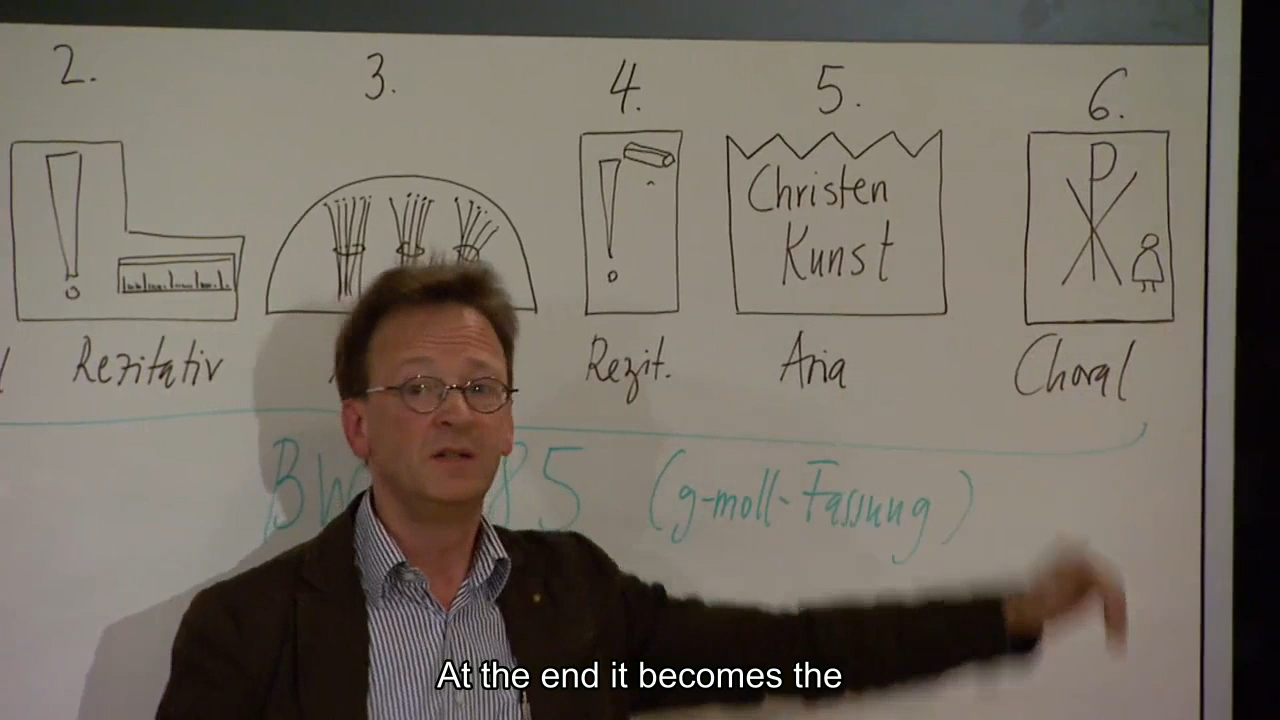 2. 3. 4. 5. 6.
Christen
Kunst
Rezitativ Rezit. Aria Choral
85 (g-moll-Fassung)
At the end it becomes the